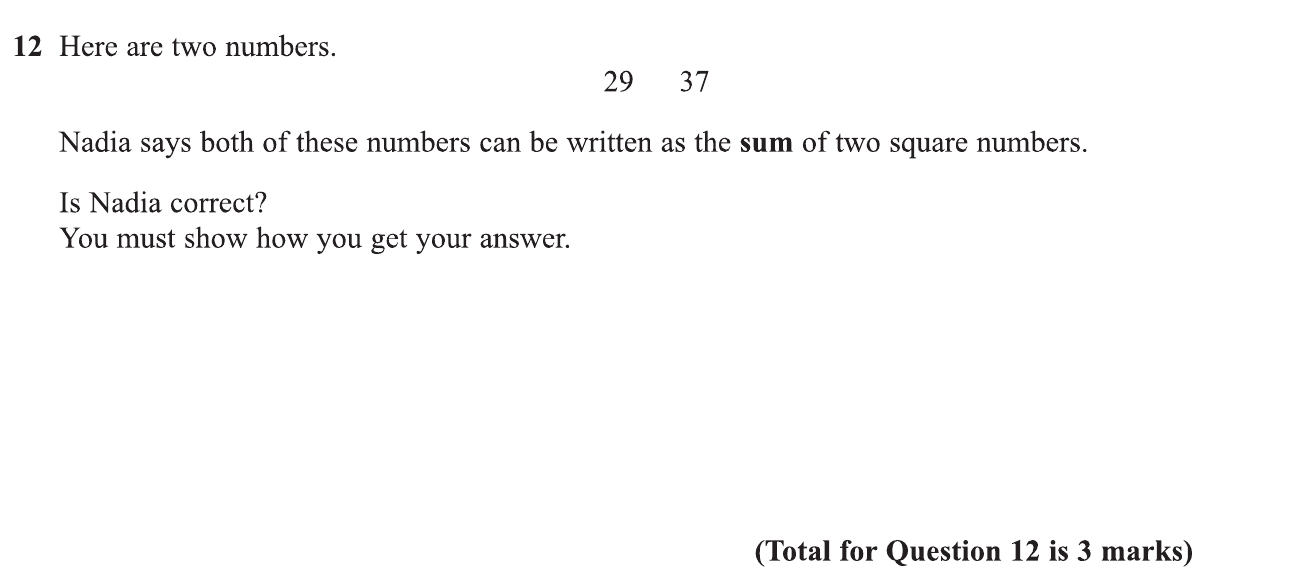 12 Here are two numbers.
29 37
Nadia says both of these numbers can be written as the sum of two square numbers.
Is Nadia correct?
You must show how you get your answer.
(Total for Question 12 is 3 marks)